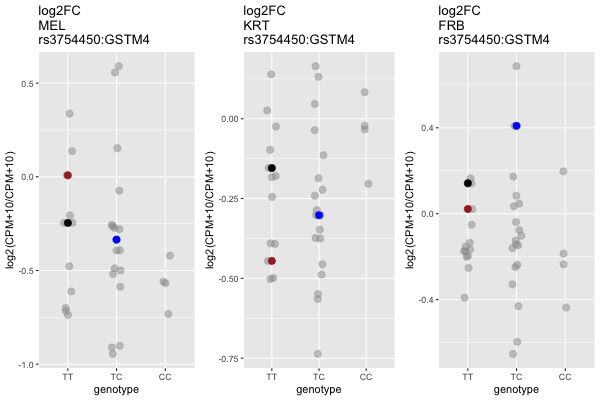 log2FC
MEL
rs3754450:GSTM4
log2(CPM+10/CPM+10)
0.5
0.0
-0.5
-1.0
TT TC CC
genotype
log2FC
KRT
rs3754450:GSTM4
log2(CPM+10/CPM+10)
0.00
-0.25
-0.50
-0.75
TT TC CC
genotype
log2FC
FRB
rs3754450:GSTM4
log2(CPM+10/CPM+10)
0.4
0.0
-0.4
TT TC CC
genotype